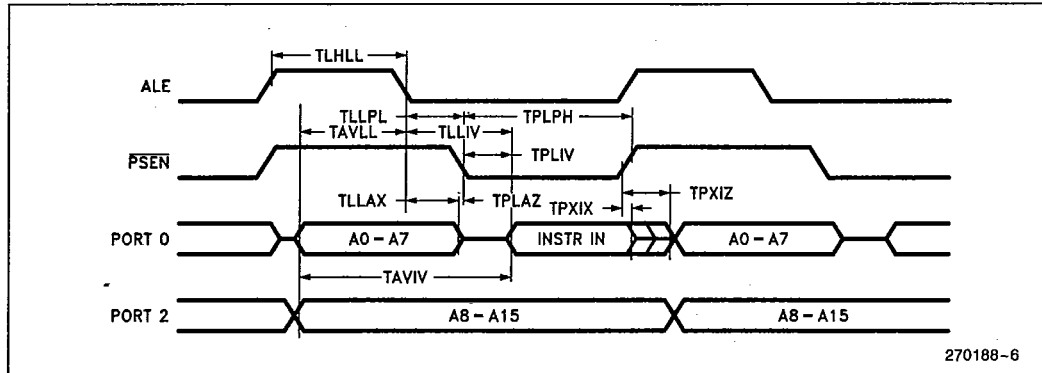 TLHLL
ALE
TLLPL TPLPH
TAVLL TLLIV
PSEN TPLIV
TLLAX TPLAZ TPXIX TPXIZ
PORT 0 A0-A7 INSTR IN A0-A7
TAVIV
PORT 2 A8-A15 A8-A15
270188-6